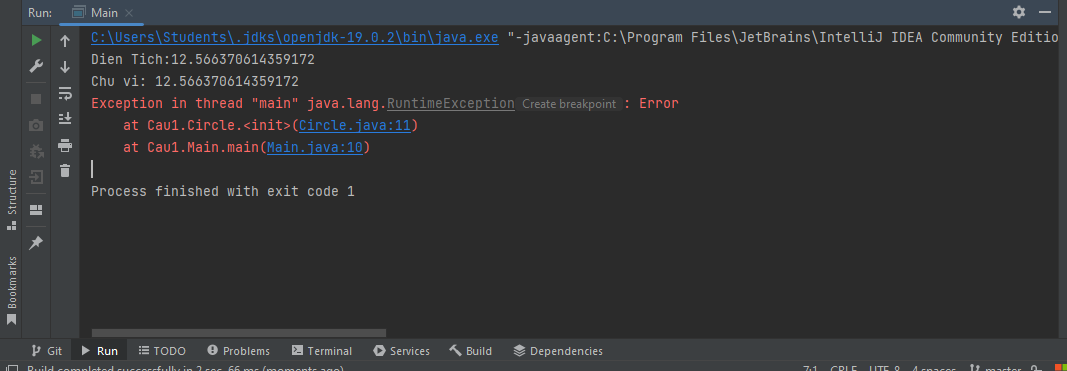 Run: Main
C:\Users\Students\.jdks\openjdk-19.0.2\bin\java.exe "-javaagent:C:\Program Files\JetBrains\IntelliJ IDEA Community Editio
Dien Tich:12.566370614359172
Chu vi: 12.566370614359172
Exception in thread "main" java.lang.RuntimeException Create breakpoint : Error
at Cau1.Circle.<init>(Circle.java:11)
at Cau1.Main.main(Main.java:10)
Process finished with exit code 1
Structure
Bookmarks
Git Run TODO Problems Terminal Services Build Dependencies
Build completed successfully in 2 sec, 66 ms (moments ago) 7:1 CRLF UTF-8 4 spaces master